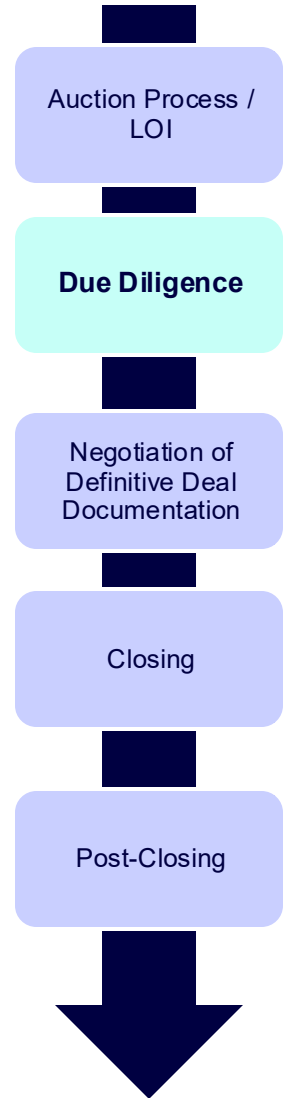 Auction Process /
LOI
Due Diligence
Negotiation of
Definitive Deal
Documentation
Closing
Post-Closing